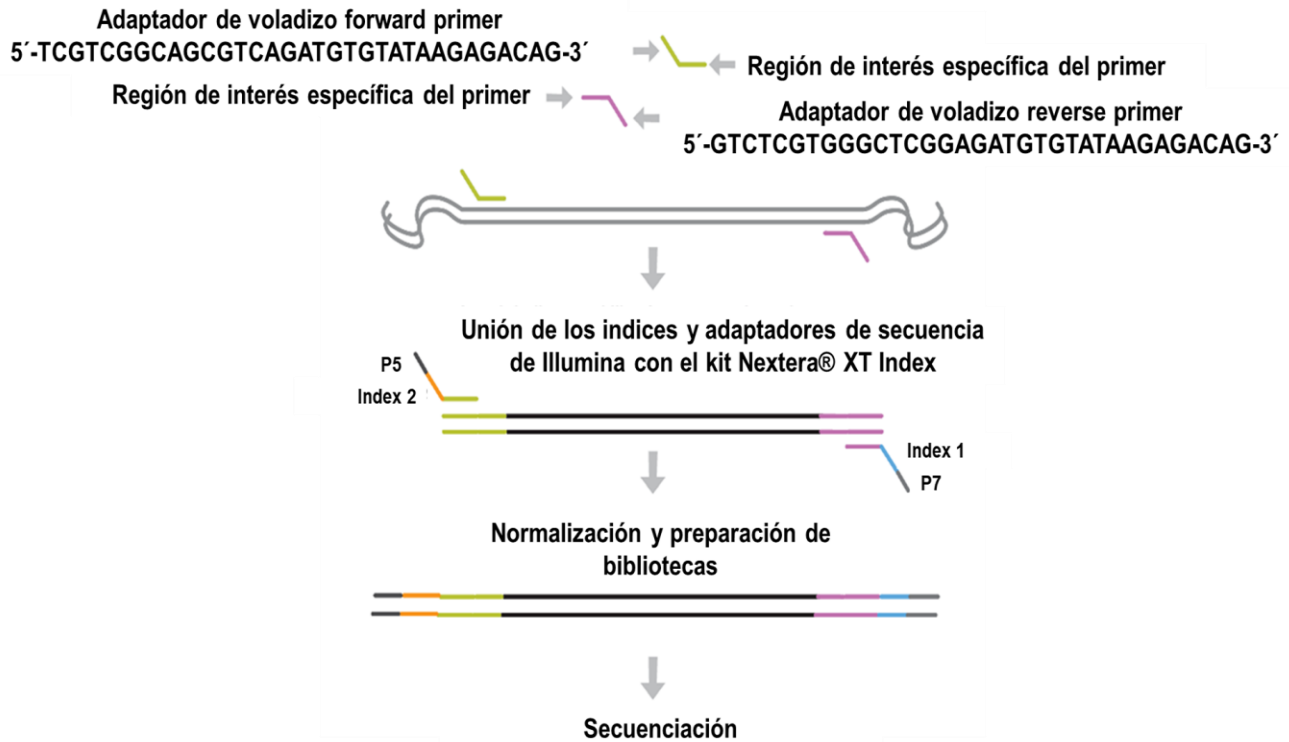 Adaptador de voladizo forward primer
5´-TCGTCGGCAGCGTCAGATGTGTATAAGAGACAG-3´
Región de interés específica del primer
Región de interés específica del primer
Adaptador de voladizo reverse primer
5´-GTCTCGTGGGCTCGGAGATGTGTATAAGAGACAG-3´
Unión de los indices y adaptadores de secuencia
de Illumina con el kit Nextera® XT Index
P5
Index 2
Index 1
P7
Normalización y preparación de
bibliotecas
Secuenciación